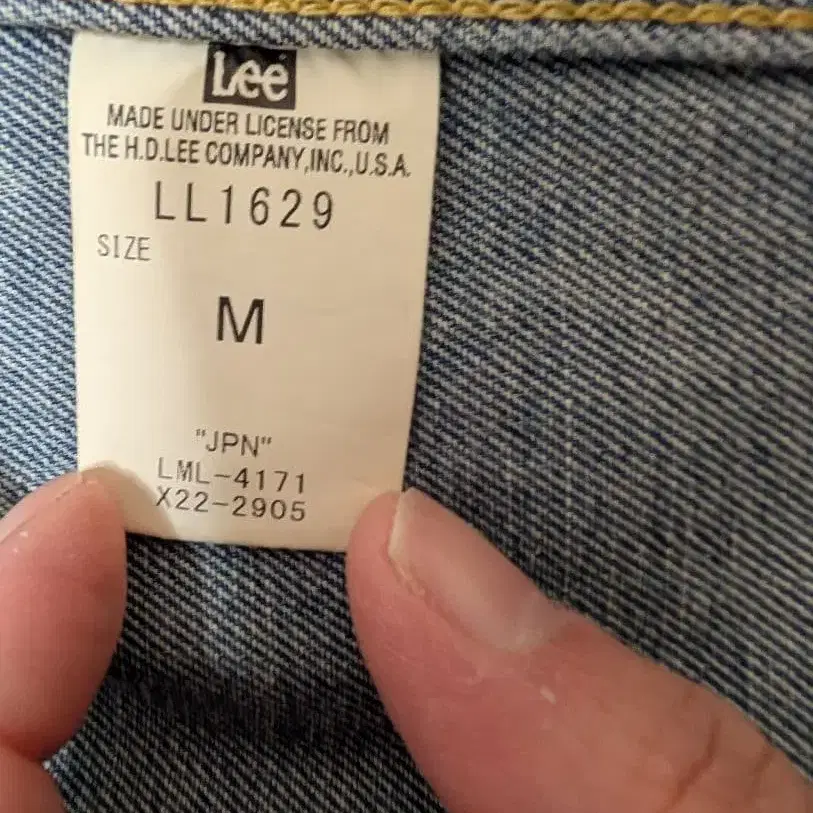 Lee
MADE UNDER LICENSE FROM
THE H.D.LEE COMPANY,INC.,U.S.A.
LL1629
SIZE
M
"JPN"
LML-4171
X22-2905